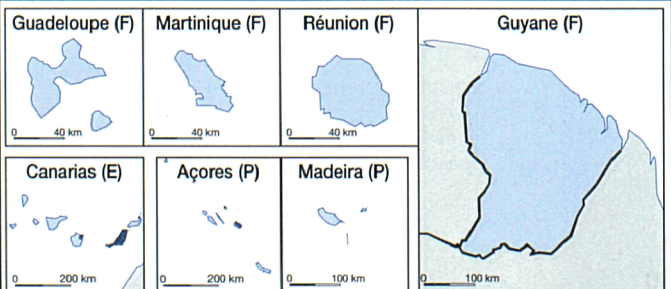 Guadeloupe (F)
0 40 km
Martinique (F)
0 40 km
Réunion (F)
0 40 km
Guyane (F)
0 100 km
Canarias (E)
0 200 km
Açores (P)
0 200 km
Madeira (P)
0 100 km